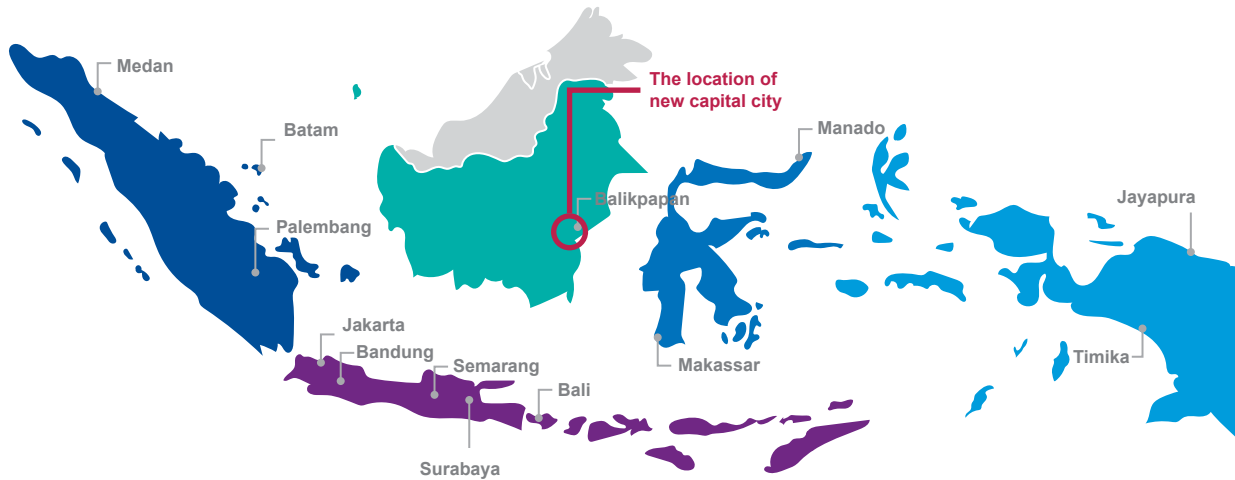 Medan
The location of
new capital city
Batam
Manado
Balikpapan
Jayapura
Palembang
Jakarta
Bandung
Semarang
Makassar
Timika
Bali
Surabaya